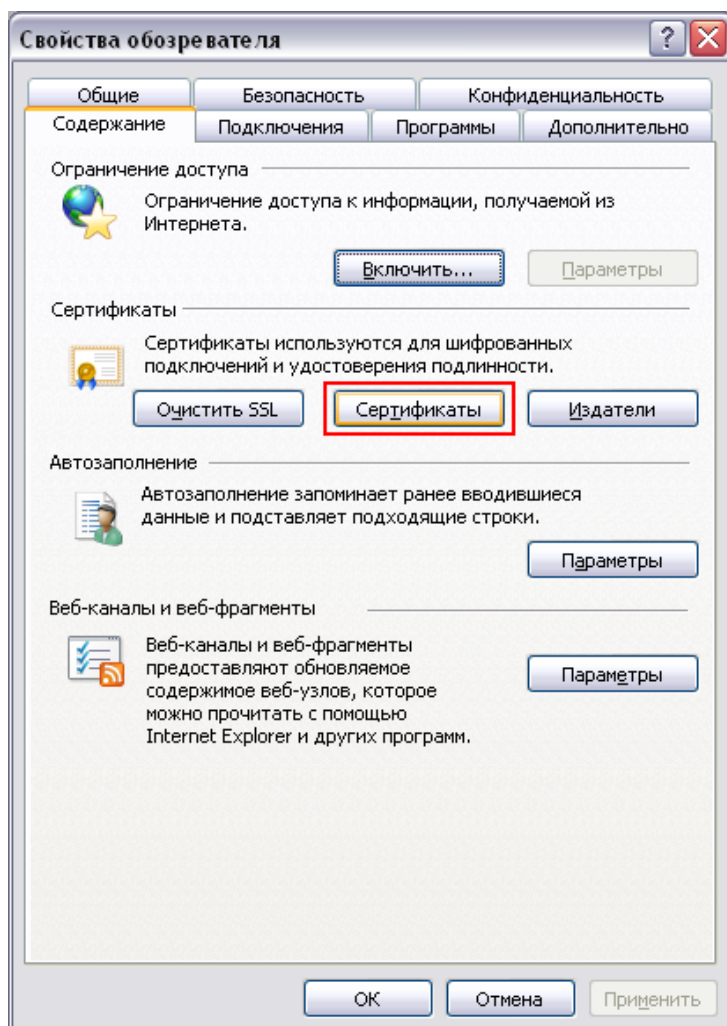 Свойства обозревателя
Общие Безопасность Конфиденциальность
Содержание Подключения Программы Дополнительно
Ограничение доступа
Ограничение доступа к информации, получаемой из
Интернета.
Включить... Параметры
Сертификаты
Сертификаты используются для шифрованных
подключений и удостоверения подлинности.
Очистить SSL Сертификаты Издатели
Автозаполнение
Автозаполнение запоминает ранее вводившиеся
данные и подставляет подходящие строки.
Параметры
Веб-каналы и веб-фрагменты
Веб-каналы и веб-фрагменты
предоставляют обновляемое
содержимое веб-узлов, которое
можно прочитать с помощью
Internet Explorer и других программ.
Параметры
ОК Отмена Применить